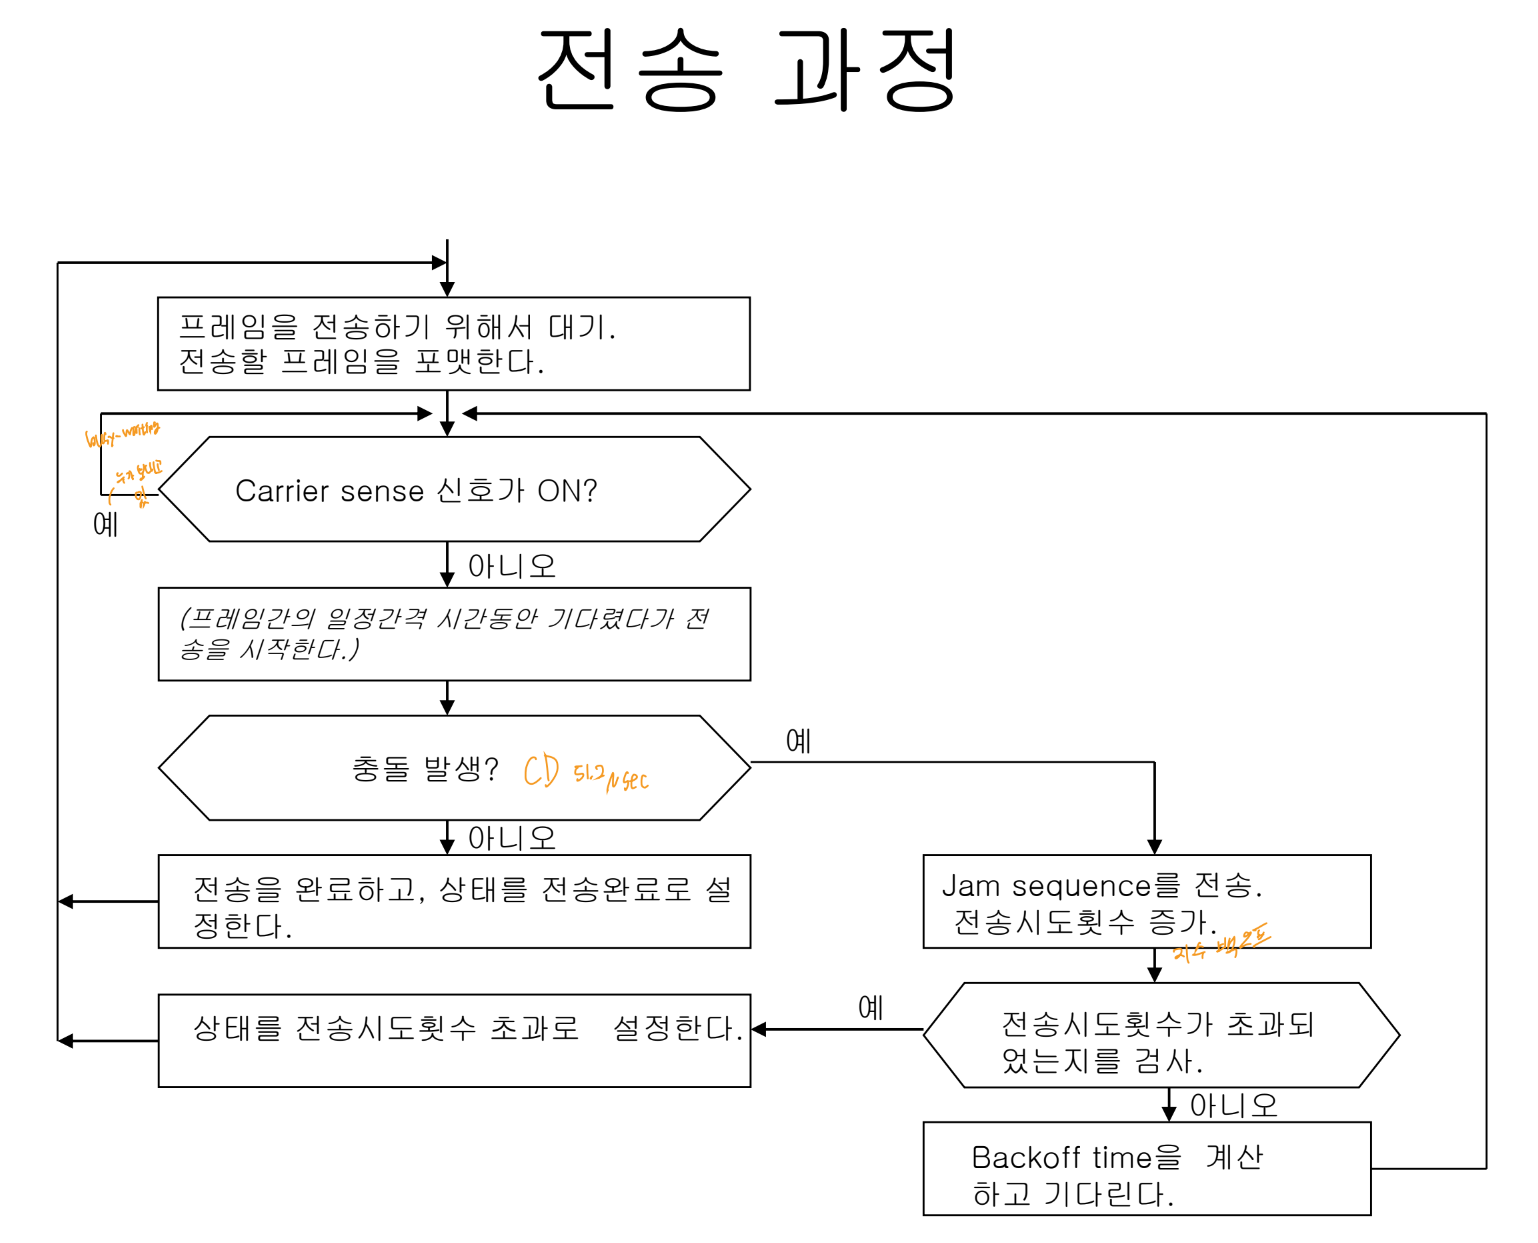 전송 과정
프레임을 전송하기 위해서 대기.
전송할 프레임을 포맷한다.
busy-waiting
누가 보내고
있
Carrier sense 신호가 ON?
예
아니오
(프레임간의 일정간격 시간동안 기다렸다가 전
송을 시작한다.)
예
충돌 발생? CD 51.2μsec
아니오
전송을 완료하고, 상태를 전송완료로 설
정한다.
Jam sequence를 전송.
전송시도횟수 증가.
지수 백오프
예
상태를 전송시도횟수 초과로 설정한다.
전송시도횟수가 초과되
었는지를 검사.
아니오
Backoff time을 계산
하고 기다린다.